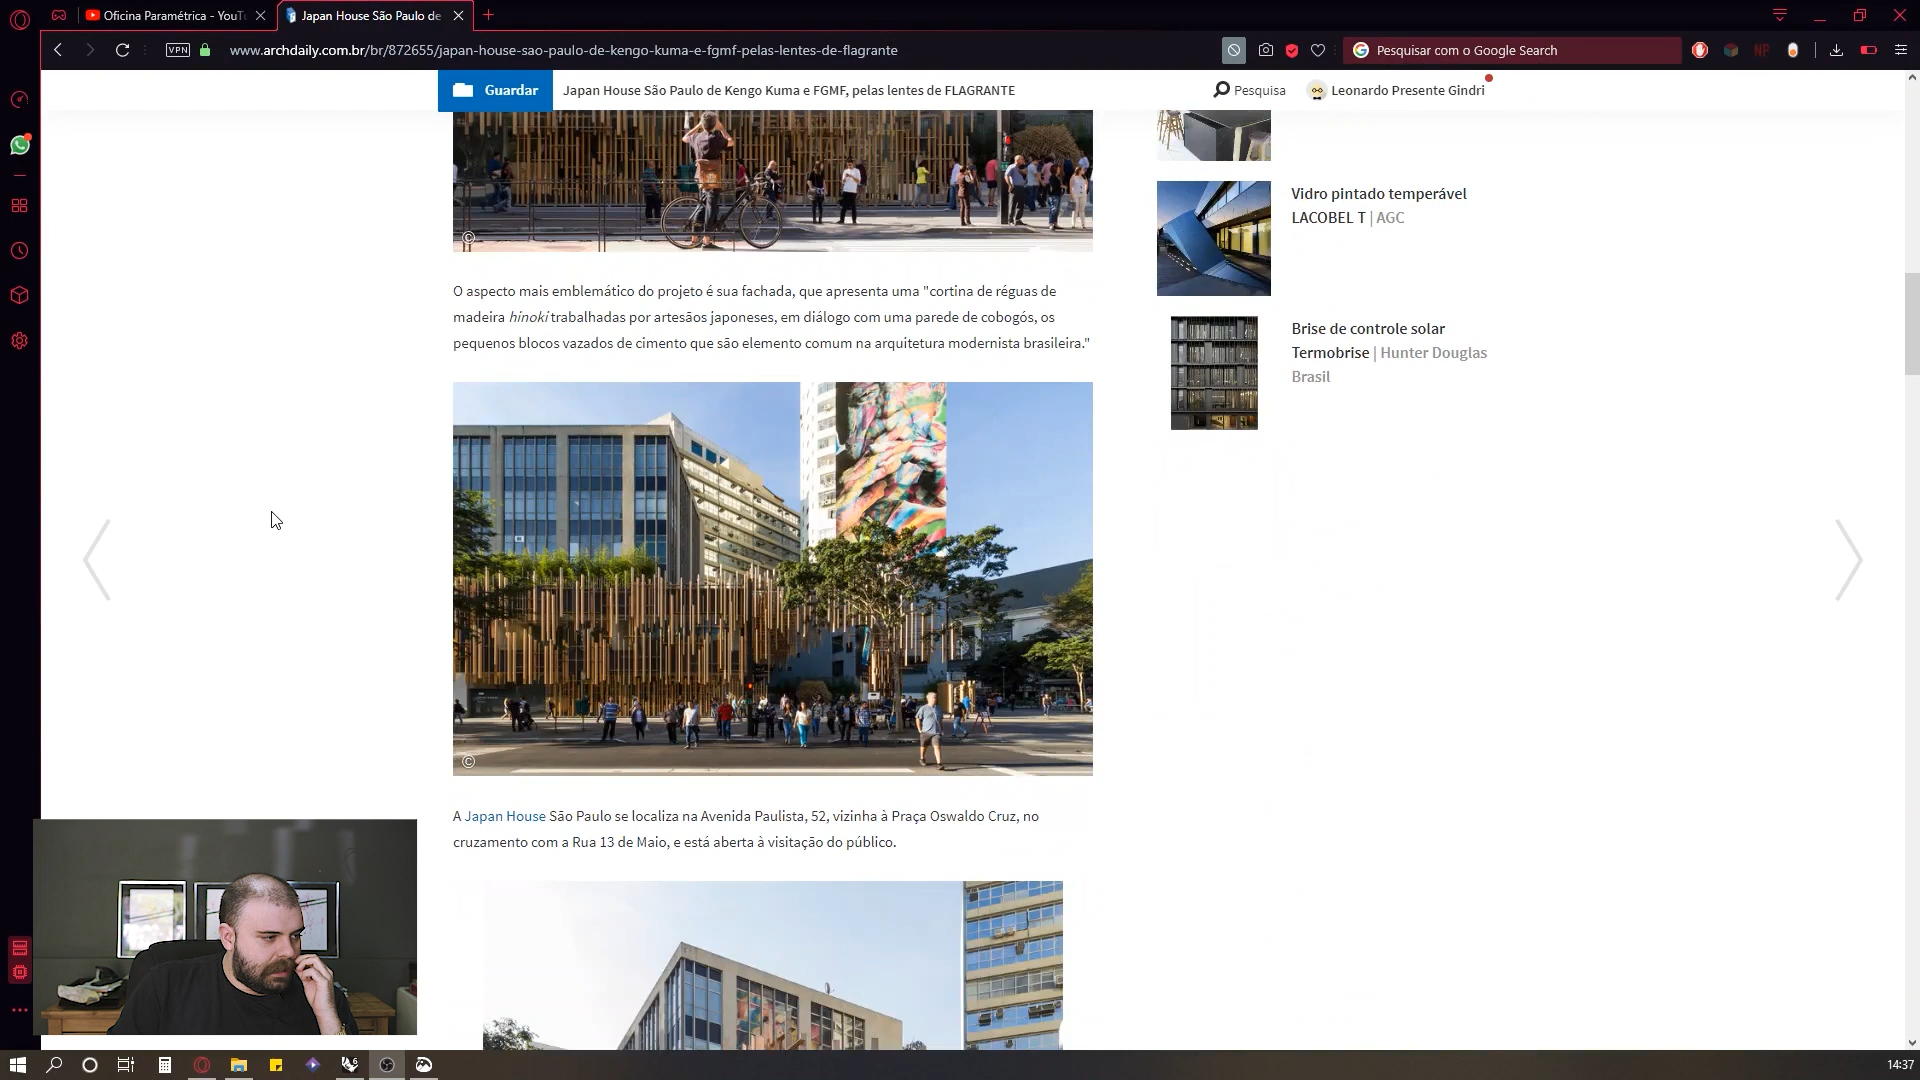 Oficina Paramétrica - YouTu
Japan House São Paulo de
VPN
www.archdaily.com.br/br/872655/japan-house-sao-paulo-de-kengo-kuma-e-fgmf-pelas-lentes-de-flagrante
Pesquisar com o Google Search
Guardar
Japan House São Paulo de Kengo Kuma e FGMF, pelas lentes de FLAGRANTE
Pesquisa
Leonardo Presente Gindri
©
Vidro pintado temperável
LACOBEL T | AGC
O aspecto mais emblemático do projeto é sua fachada, que apresenta uma "cortina de réguas de
madeira hinoki trabalhadas por artesãos japoneses, em diálogo com uma parede de cobogós, os
pequenos blocos vazados de cimento que são elemento comum na arquitetura modernista brasileira."
Brise de controle solar
Termobrise | Hunter Douglas
Brasil
©
A Japan House São Paulo se localiza na Avenida Paulista, 52, vizinha à Praça Oswaldo Cruz, no
cruzamento com a Rua 13 de Maio, e está aberta à visitação do público.
14:37